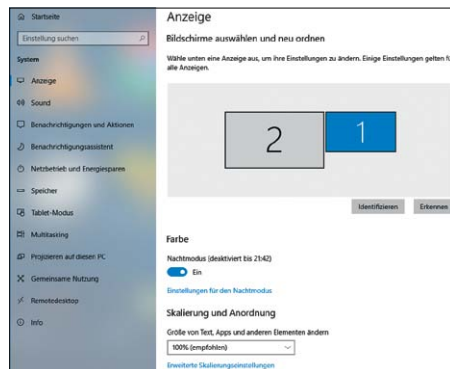 Startseite
Einstellung suchen
System
Anzeige
Sound
Benachrichtigungen und Aktionen
Benachrichtigungsassistent
Netzbetrieb und Energiesparen
Speicher
Tablet-Modus
Multitasking
Projizieren auf diesen PC
Gemeinsame Nutzung
Remotedesktop
Info
Anzeige
Bildschirme auswählen und neu ordnen
Wähle unten eine Anzeige aus, um ihre Einstellungen zu ändern. Einige Einstellungen gelten fü
alle Anzeigen.
2 1
Identifizieren Erkennen
Farbe
Nachtmodus (deaktiviert bis 21:42)
Ein
Einstellungen für den Nachtmodus
Skalierung und Anordnung
Größe von Text, Apps und anderen Elementen ändern
100% (empfohlen)
Erweiterte Skalierungseinstellungen